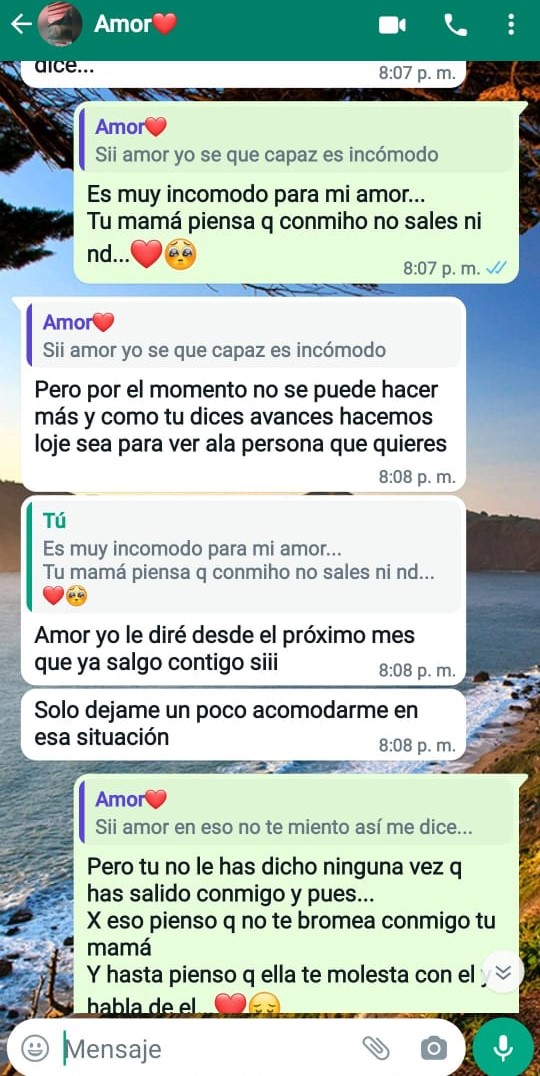 Amor❤️
dice...
8:07 p. m.
Amor❤️
Sii amor yo se que capaz es incómodo
Es muy incomodo para mi amor...
Tu mamá piensa q conmiho no sales ni
nd...❤️🥺
8:07 p. m.
Amor❤️
Sii amor yo se que capaz es incómodo
Pero por el momento no se puede hacer
más y como tu dices avances hacemos
loje sea para ver ala persona que quieres
8:08 p. m.
Tú
Es muy incomodo para mi amor...
Tu mamá piensa q conmiho no sales ni nd...
❤️🥺
Amor yo le diré desde el próximo mes
que ya salgo contigo siii
8:08 p. m.
Solo dejame un poco acomodarme en
esa situación
8:08 p. m.
Amor❤️
Sii amor en eso no te miento así me dice...
Pero tu no le has dicho ninguna vez q
has salido conmigo y pues...
X eso pienso q no te bromea conmigo tu
mamá
Y hasta pienso q ella te molesta con el y
habla de el..❤️😔
Mensaje